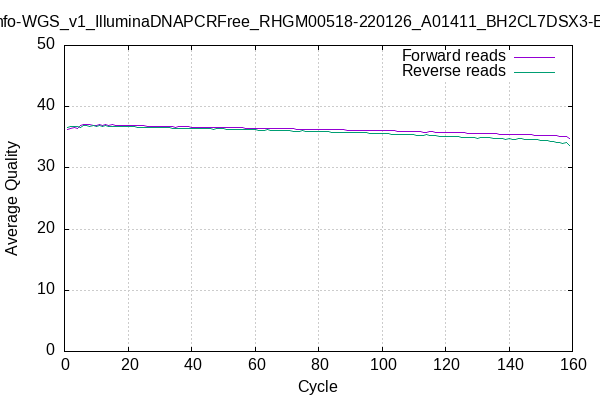 nfo-WGS_v1_IlluminaDNAPCRFree_RHGM00518-220126_A01411_BH2CL7DSX3-E
Forward reads
Reverse reads
50
40
30
20
10
0
Average Quality
0 20 40 60 80 100 120 140 160
Cycle